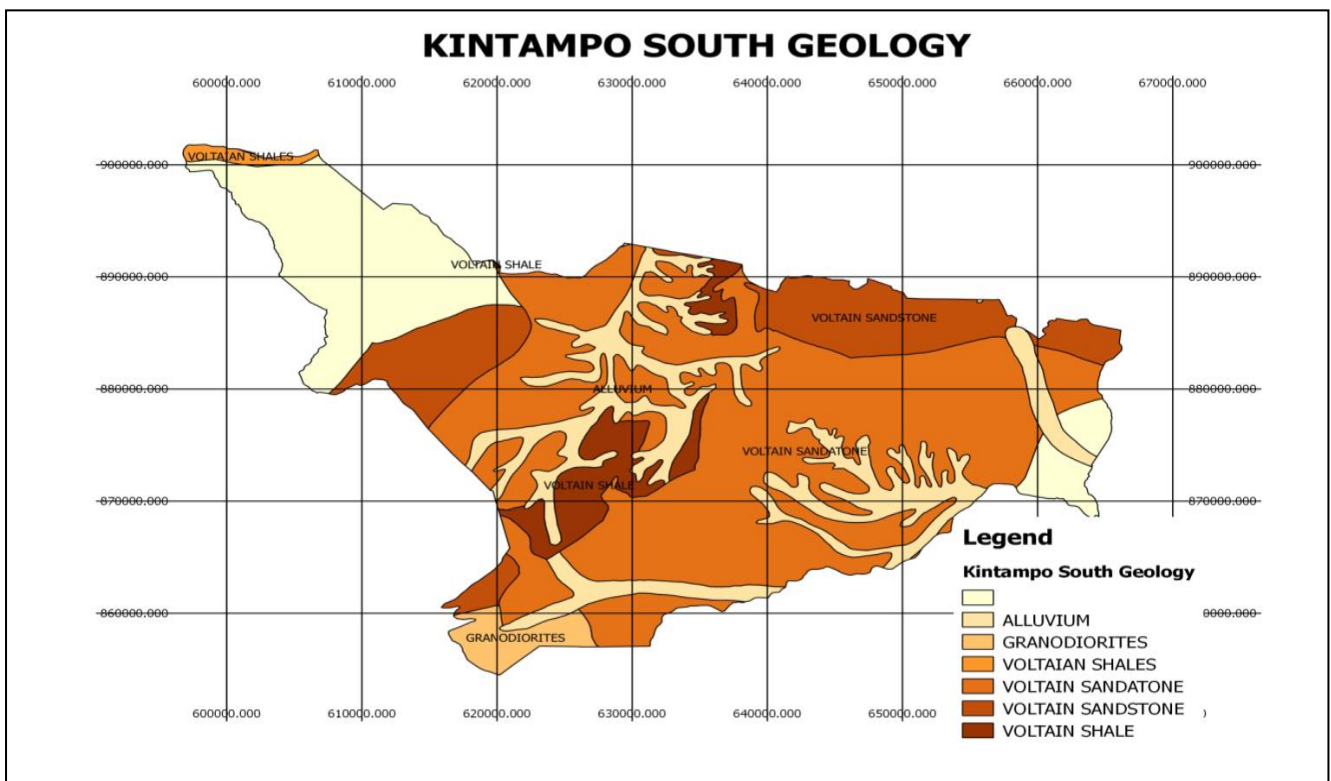 KINTAMPO SOUTH GEOLOGY
600000.000 610000.000 620000.000 630000.000 640000.000 650000.000 660000.000 670000.000
VOLTAIAN SHALES
900000.000 900000.000
VOLTAIN SHALE
890000.000 890000.000
VOLTAIN SANDSTONE
880000.000 ALLUVIUM 880000.000
VOLTAIN SANDATONE
VOLTAIN SHALE
870000.000 870000.000
Legend
Kintampo South Geology
860000.000 0000.000
ALLUVIUM
GRANODIORITES
GRANODIORITES
VOLTAIAN SHALES
VOLTAIN SANDATONE
VOLTAIN SANDSTONE
VOLTAIN SHALE
600000.000 610000.000 620000.000 630000.000 640000.000 650000.000